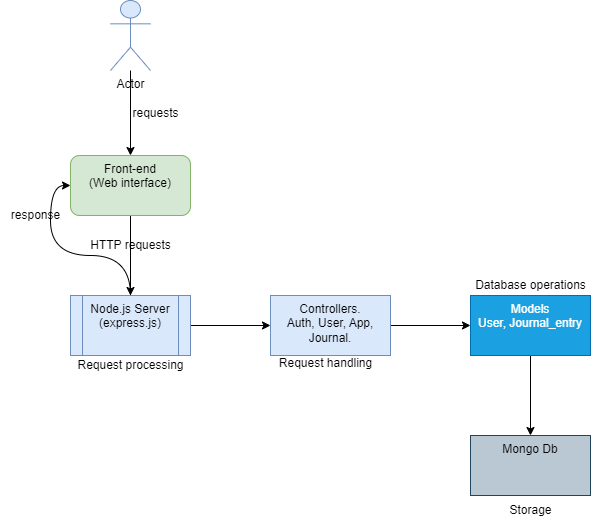 Actor
requests
Front-end
(Web interface)
response
HTTP requests
Node.js Server
(express.js)
Request processing
Controllers.
Auth, User, App,
Journal.
Request handling
Database operations
Models
User, Journal_entry
Mongo Db
Storage